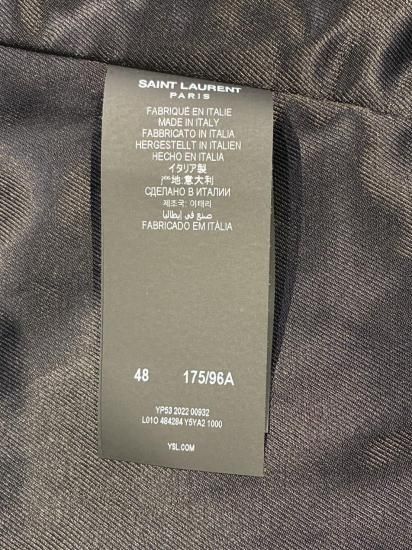 SAINT LAURENT
PARIS
FABRIQUÉ EN ITALIE
MADE IN ITALY
FABBRICATO IN ITALIA
HERGESTELLT IN ITALIEN
HECHO EN ITALIA
イタリア製
地:意大利
СДЕЛАНО В ИТАЛИИ
제조국: 이태리
صنع في إيطاليا
FABRICADO EM ITÁLIA
48 175/96A
YP53 2022 00932
L01O 484284 Y5YA2 1000
YSL.COM